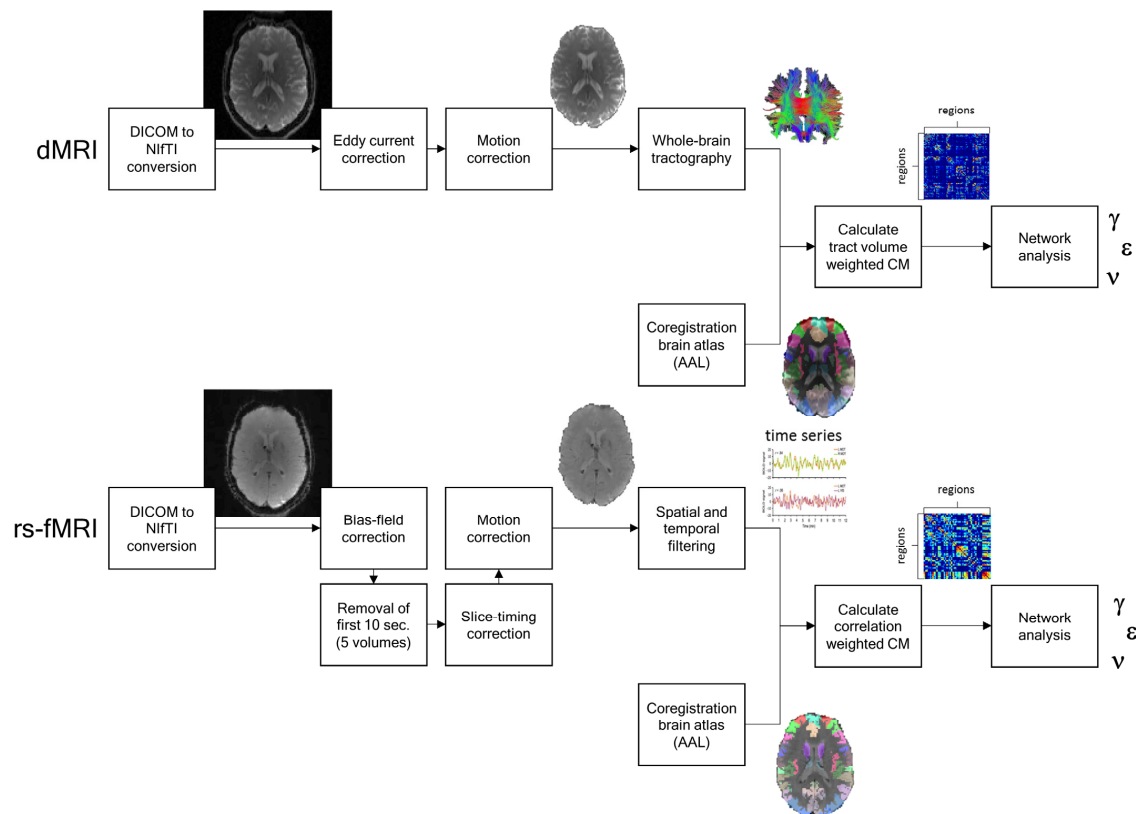 dMRI
DICOM to
NIfTI
conversion
Eddy current
correction
Motion
correction
Whole-brain
tractography
regions
regions
Calculate
tract volume
weighted CM
Network
analysis
γ
ε
ν
Coregistration
brain atlas
(AAL)
rs-fMRI
DICOM to
NIfTI
conversion
Bias-field
correction
Removal of
first 10 sec.
(5 volumes)
Slice-timing
correction
Motion
correction
Spatial and
temporal
filtering
time series
Time (min)
regions
regions
Calculate
correlation
weighted CM
Network
analysis
γ
ε
ν
Coregistration
brain atlas
(AAL)